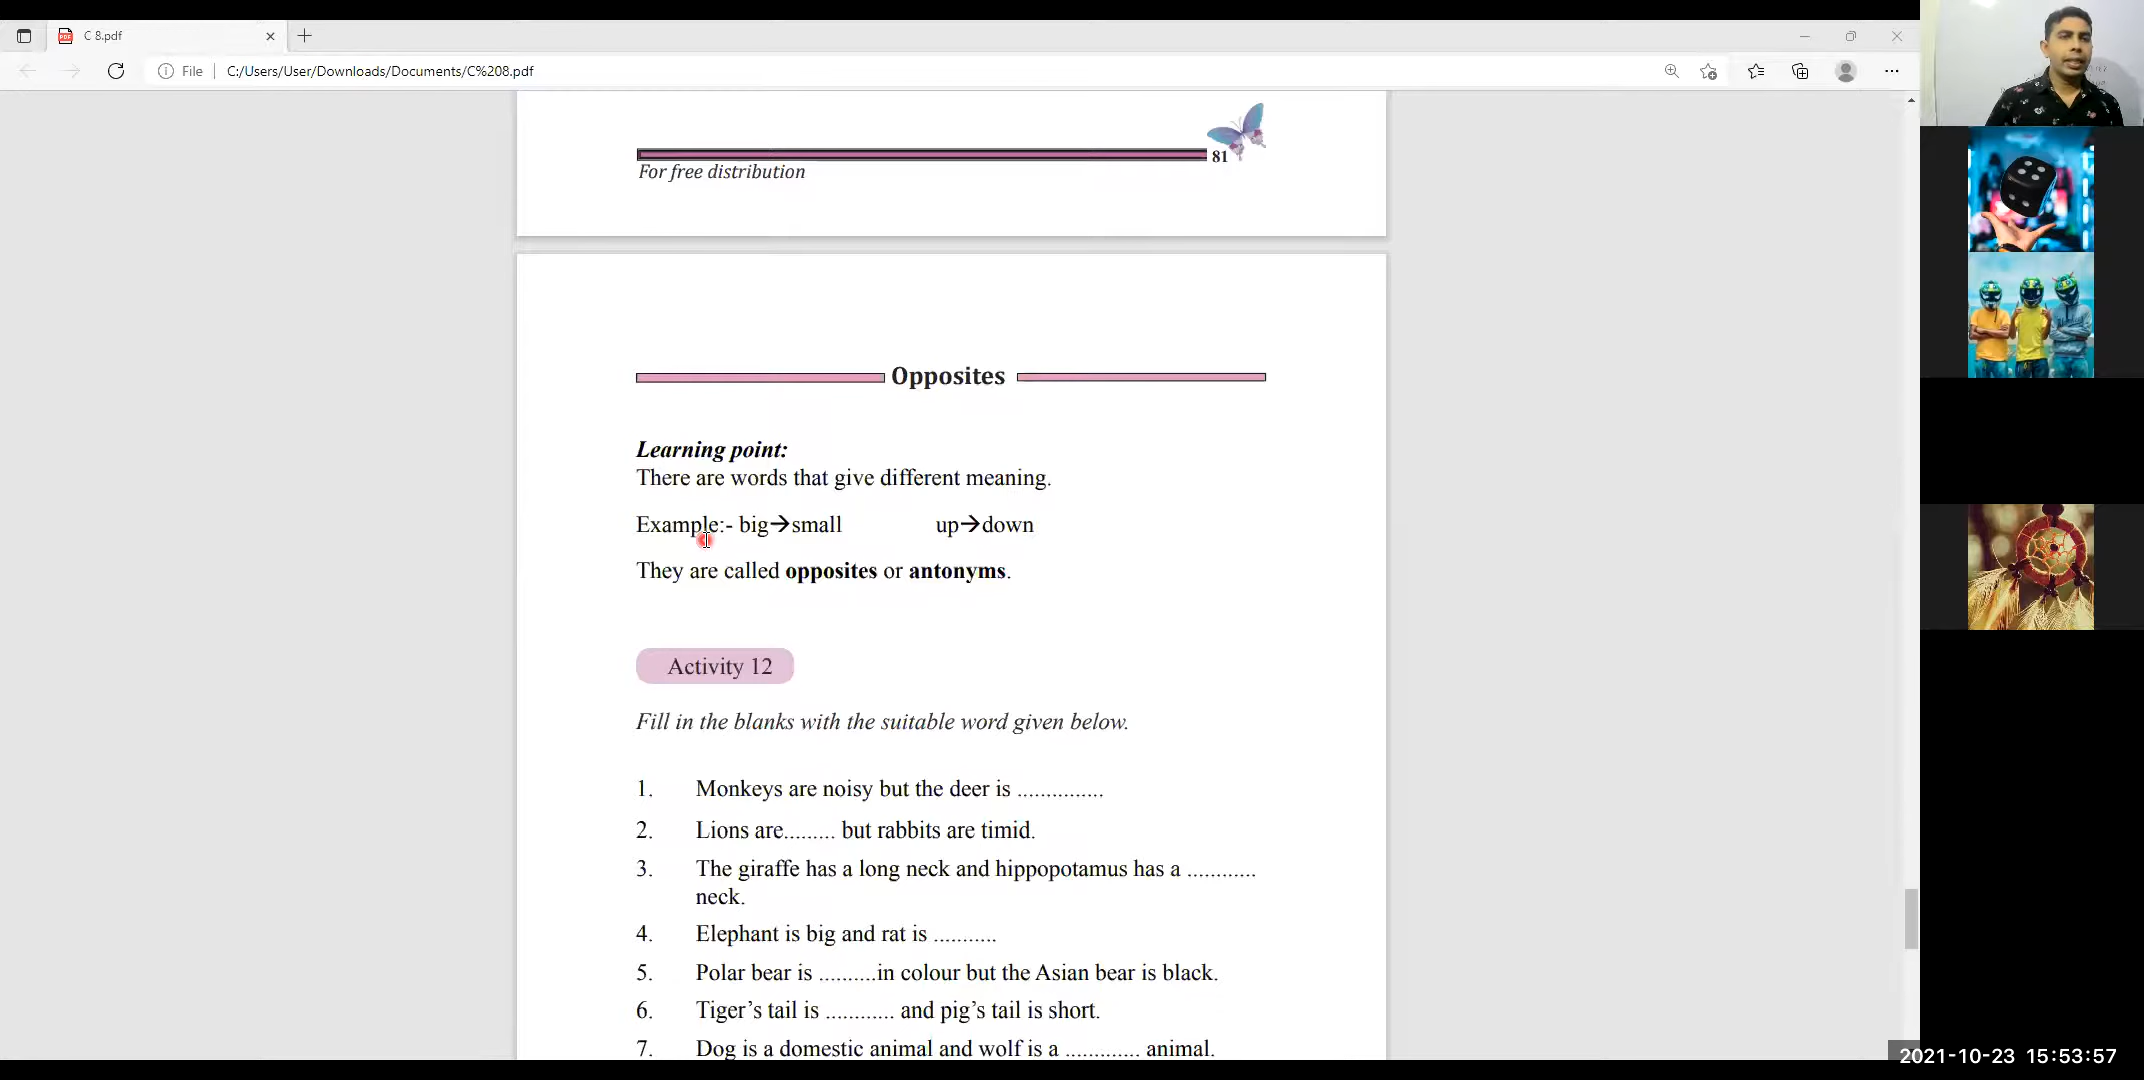 C 8.pdf
File
C:/Users/User/Downloads/Documents/C%208.pdf
81
For free distribution
Opposites
Learning point:
There are words that give different meaning.
Example:- big→small up→down
They are called opposites or antonyms.
Activity 12
Fill in the blanks with the suitable word given below.
1. Monkeys are noisy but the deer is ...............
2. Lions are......... but rabbits are timid.
3. The giraffe has a long neck and hippopotamus has a ............
neck.
4. Elephant is big and rat is ...........
5. Polar bear is ..........in colour but the Asian bear is black.
6. Tiger’s tail is ............ and pig’s tail is short.
7. Dog is a domestic animal and wolf is a ............. animal.
2021-10-23 15:53:57